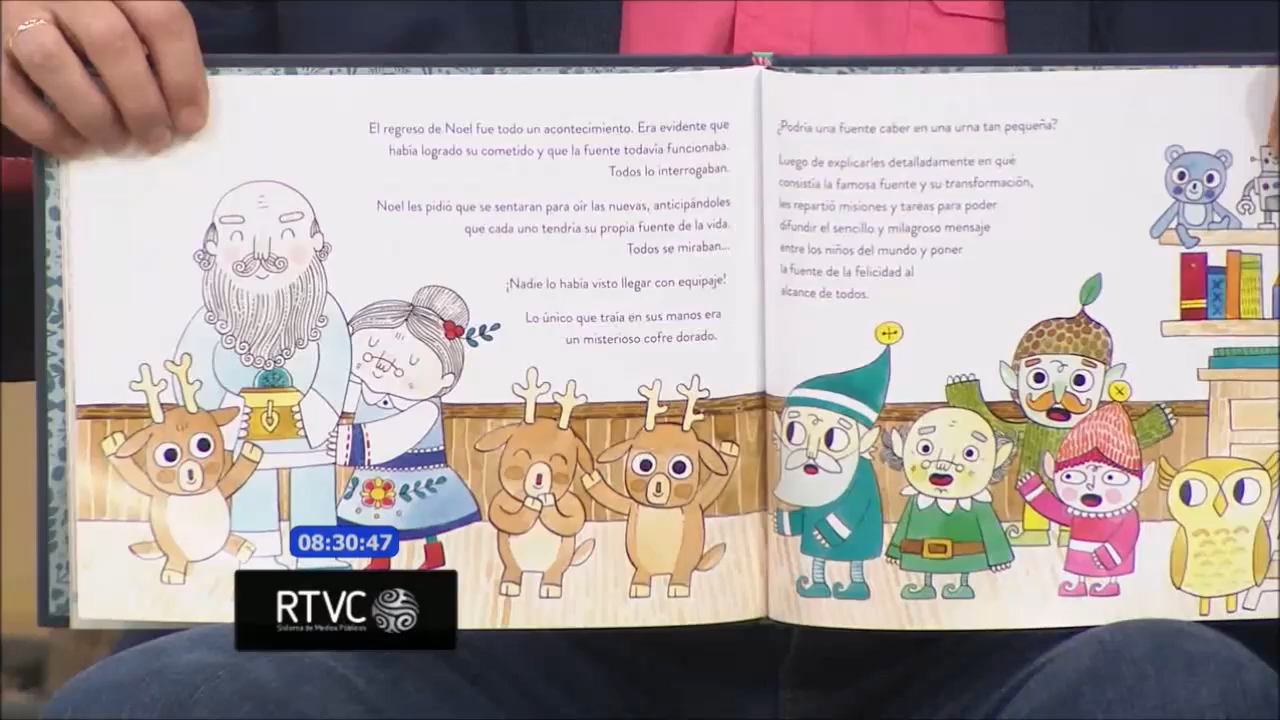 El regreso de Noel fue todo un acontecimiento. Era evidente que
había logrado su cometido y que la fuente todavía funcionaba.
Todos lo interrogaban.
Noel les pidió que se sentaran para oír las nuevas, anticipándoles
que cada uno tendría su propia fuente de la vida.
Todos se miraban...
¡Nadie lo había visto llegar con equipaje!
Lo único que traía en sus manos era
un misterioso cofre dorado.
¿Podría una fuente caber en una urna tan pequeña?
Luego de explicarles detalladamente en qué
consistía la famosa fuente y su transformación,
les repartió misiones y tareas para poder
difundir el sencillo y milagroso mensaje
entre los niños del mundo y poner
la fuente de la felicidad al
alcance de todos.
08:30:47
RTVC
Sistema de Medios Públicos